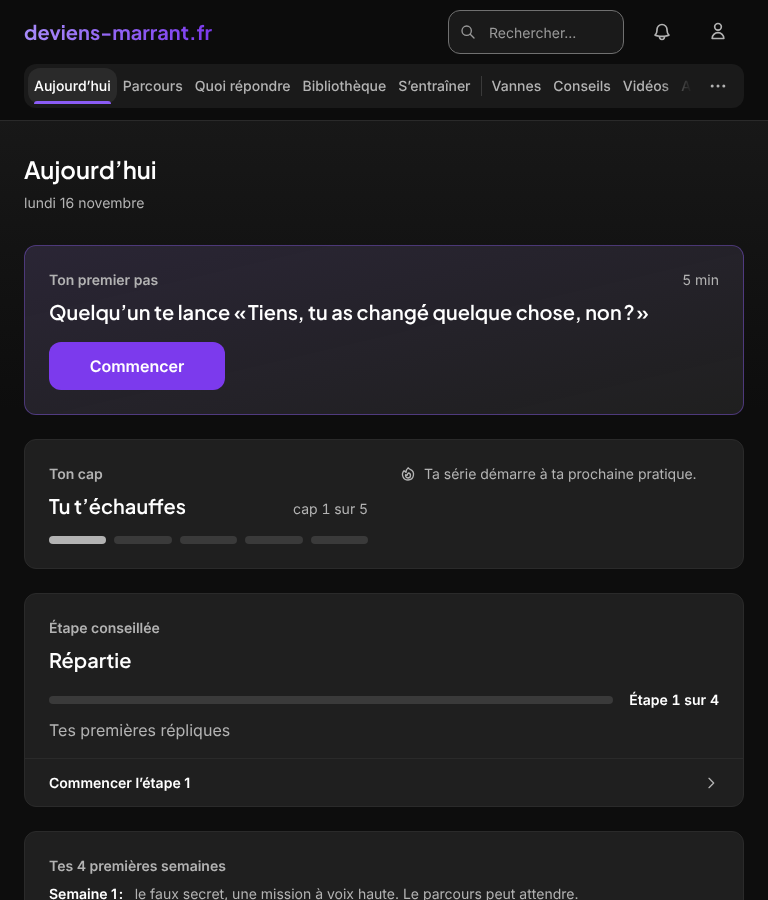 deviens-marrant.fr
Rechercher...
Aujourd’hui Parcours Quoi répondre Bibliothèque S’entraîner Vannes Conseils Vidéos
Aujourd’hui
lundi 16 novembre
Ton premier pas 5 min
Quelqu’un te lance « Tiens, tu as changé quelque chose, non ? »
Commencer
Ton cap Ta série démarre à ta prochaine pratique.
Tu t’échauffes cap 1 sur 5
Étape conseillée
Répartie
Étape 1 sur 4
Tes premières répliques
Commencer l’étape 1
Tes 4 premières semaines
Semaine 1 : le faux secret, une mission à voix haute. Le parcours peut attendre.